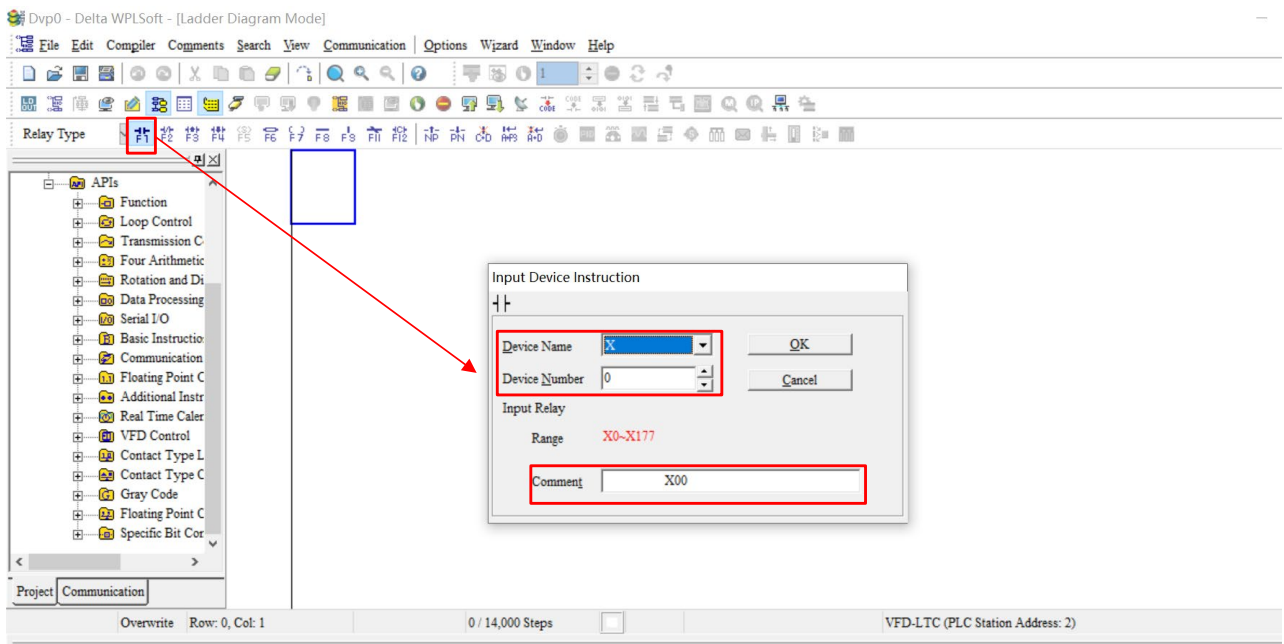 Dvp0 - Delta WPLSoft - [Ladder Diagram Mode]
File Edit Compiler Comments Search View Communication Options Wizard Window Help
1
Relay Type F1 F2 F3 F4 F5 F6 F7 F8 F9 F11 F12 NP PN
APIs
Function
Loop Control
Transmission C
Four Arithmetic
Rotation and Di
Data Processing
Serial I/O
Basic Instructio
Communication
Floating Point C
Additional Instr
Real Time Caler
VFD Control
Contact Type L
Contact Type C
Gray Code
Floating Point C
Specific Bit Cor
Project Communication
Input Device Instruction
Device Name X OK
Device Number 0 Cancel
Input Relay
Range X0~X177
Comment X00
Overwrite Row: 0, Col: 1 0 / 14,000 Steps VFD-LTC (PLC Station Address: 2)